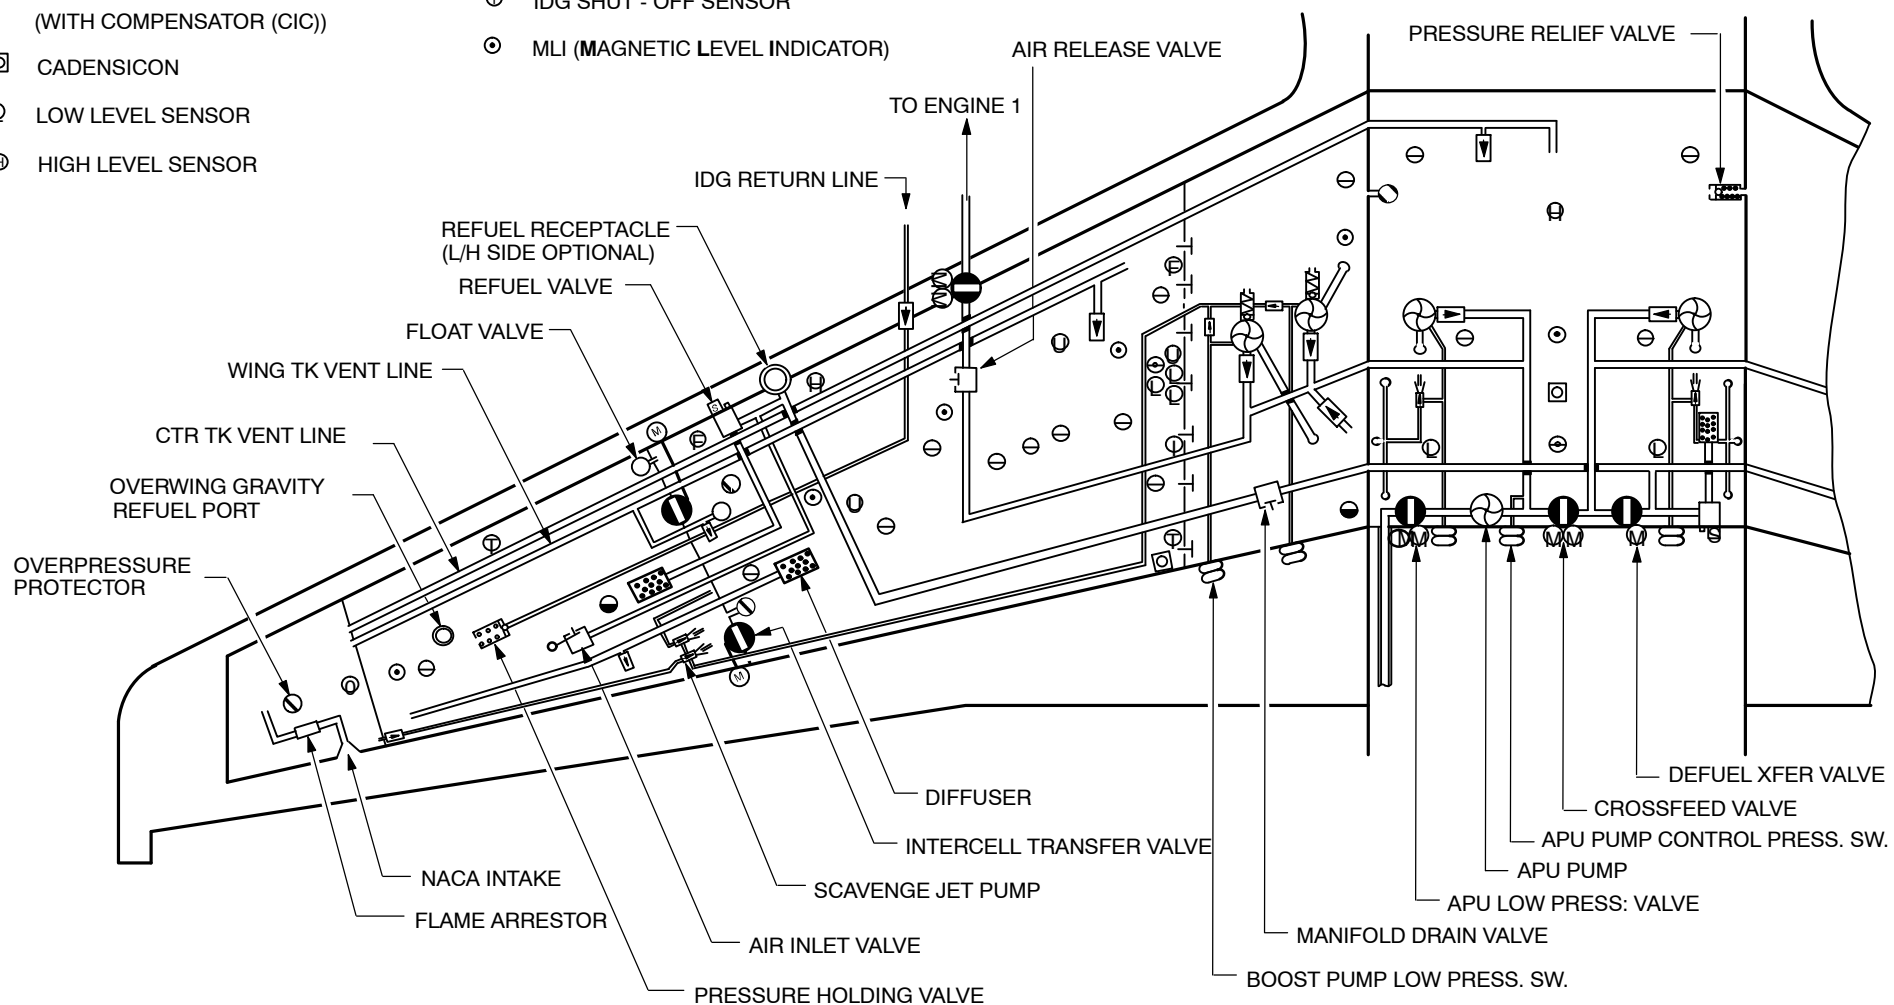 (WITH COMPENSATOR (CIC))
CADENSICON
LOW LEVEL SENSOR
HIGH LEVEL SENSOR
IDG SHUT - OFF SENSOR
MLI (MAGNETIC LEVEL INDICATOR)
AIR RELEASE VALVE
PRESSURE RELIEF VALVE
TO ENGINE 1
IDG RETURN LINE
REFUEL RECEPTACLE
(L/H SIDE OPTIONAL)
REFUEL VALVE
FLOAT VALVE
WING TK VENT LINE
CTR TK VENT LINE
OVERWING GRAVITY
REFUEL PORT
OVERPRESSURE
PROTECTOR
DEFUEL XFER VALVE
CROSSFEED VALVE
APU PUMP CONTROL PRESS. SW.
APU PUMP
APU LOW PRESS: VALVE
MANIFOLD DRAIN VALVE
BOOST PUMP LOW PRESS. SW.
DIFFUSER
INTERCELL TRANSFER VALVE
SCAVENGE JET PUMP
NACA INTAKE
FLAME ARRESTOR
AIR INLET VALVE
PRESSURE HOLDING VALVE